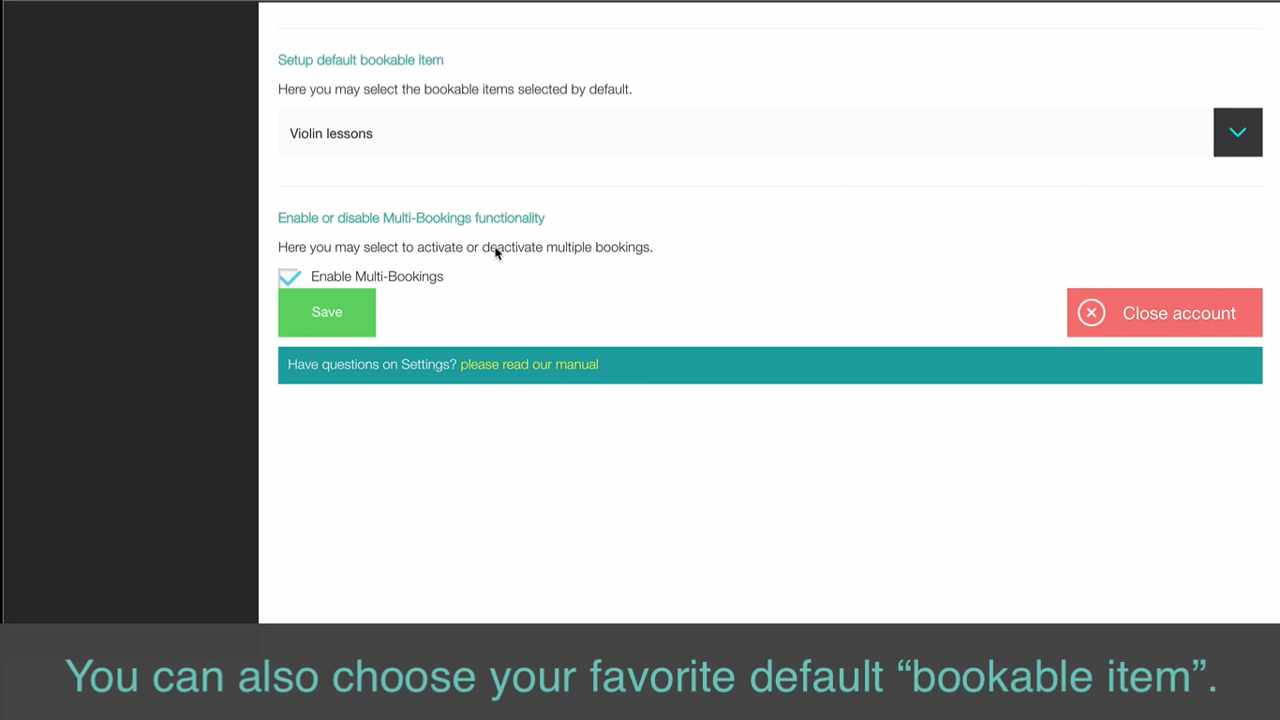 Setup default bookable item
Here you may select the bookable items selected by default.
Violin lessons
Enable or disable Multi-Bookings functionality
Here you may select to activate or deactivate multiple bookings.
Enable Multi-Bookings
Save
Close account
Have questions on Settings? please read our manual
You can also choose your favorite default “bookable item”.